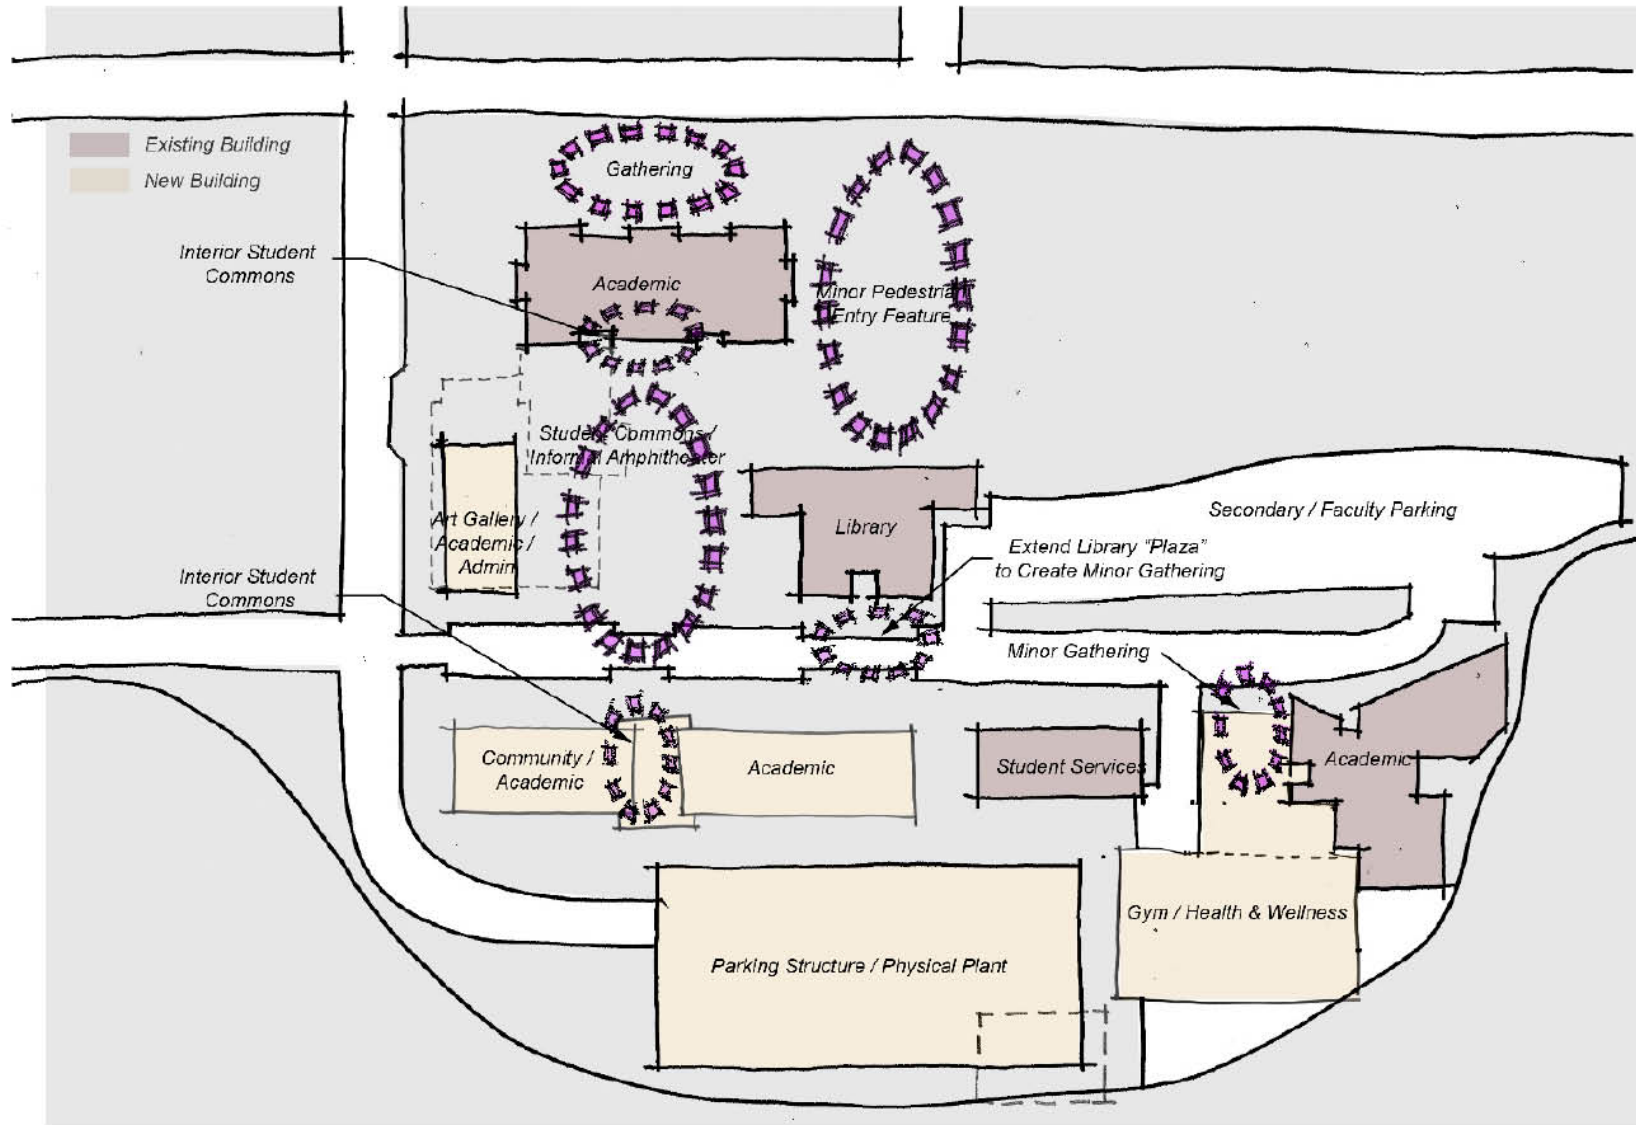 Existing Building
New Building
Gathering
Interior Student
Commons
Academic
Minor Pedestrian
Entry Feature
Student Commons /
Informal Amphitheater
Art Gallery /
Academic /
Admin
Library
Secondary / Faculty Parking
Extend Library "Plaza"
to Create Minor Gathering
Interior Student
Commons
Minor Gathering
Community /
Academic
Academic
Student Services
Academic
Gym / Health & Wellness
Parking Structure / Physical Plant